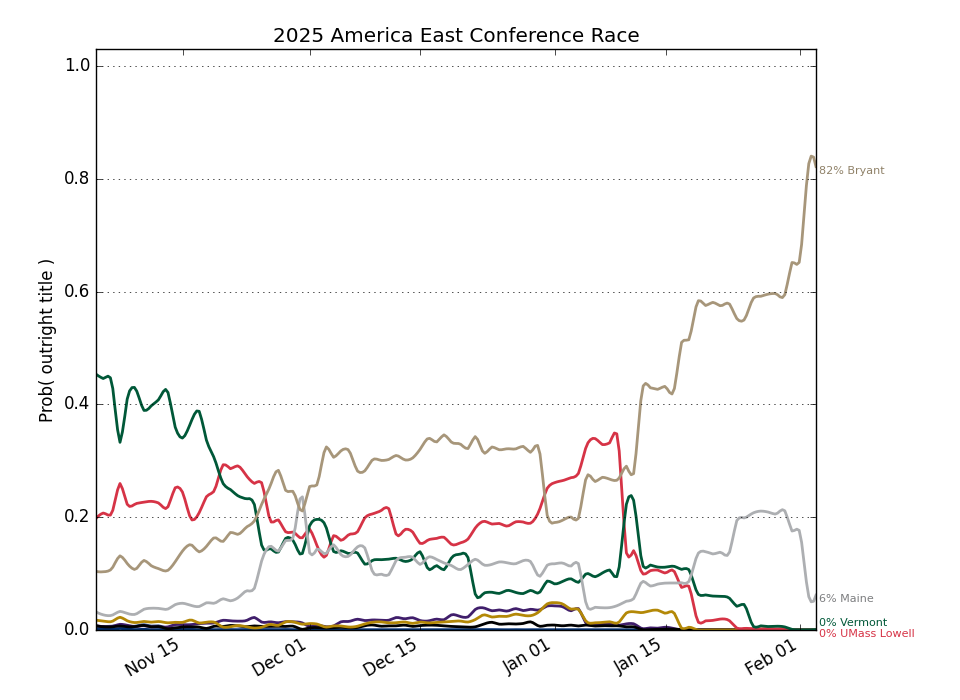 2025 America East Conference Race
Prob( outright title )
1.0
0.8
0.6
0.4
0.2
0.0
82% Bryant
6% Maine
0% Vermont
0% UMass Lowell
Nov 15
Dec 01
Dec 15
Jan 01
Jan 15
Feb 01